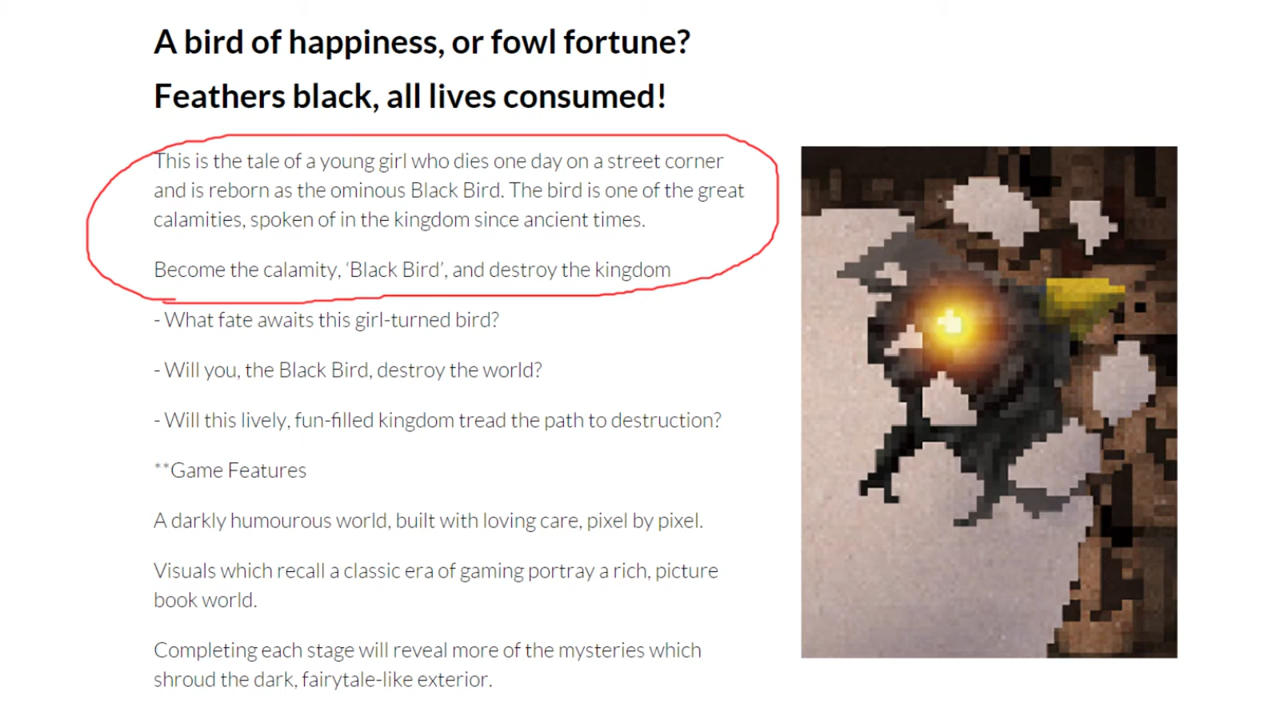 A bird of happiness, or fowl fortune?
Feathers black, all lives consumed!
This is the tale of a young girl who dies one day on a street corner
and is reborn as the ominous Black Bird. The bird is one of the great
calamities, spoken of in the kingdom since ancient times.
Become the calamity, ‘Black Bird’, and destroy the kingdom
- What fate awaits this girl-turned bird?
- Will you, the Black Bird, destroy the world?
- Will this lively, fun-filled kingdom tread the path to destruction?
**Game Features
A darkly humourous world, built with loving care, pixel by pixel.
Visuals which recall a classic era of gaming portray a rich, picture
book world.
Completing each stage will reveal more of the mysteries which
shroud the dark, fairytale-like exterior.